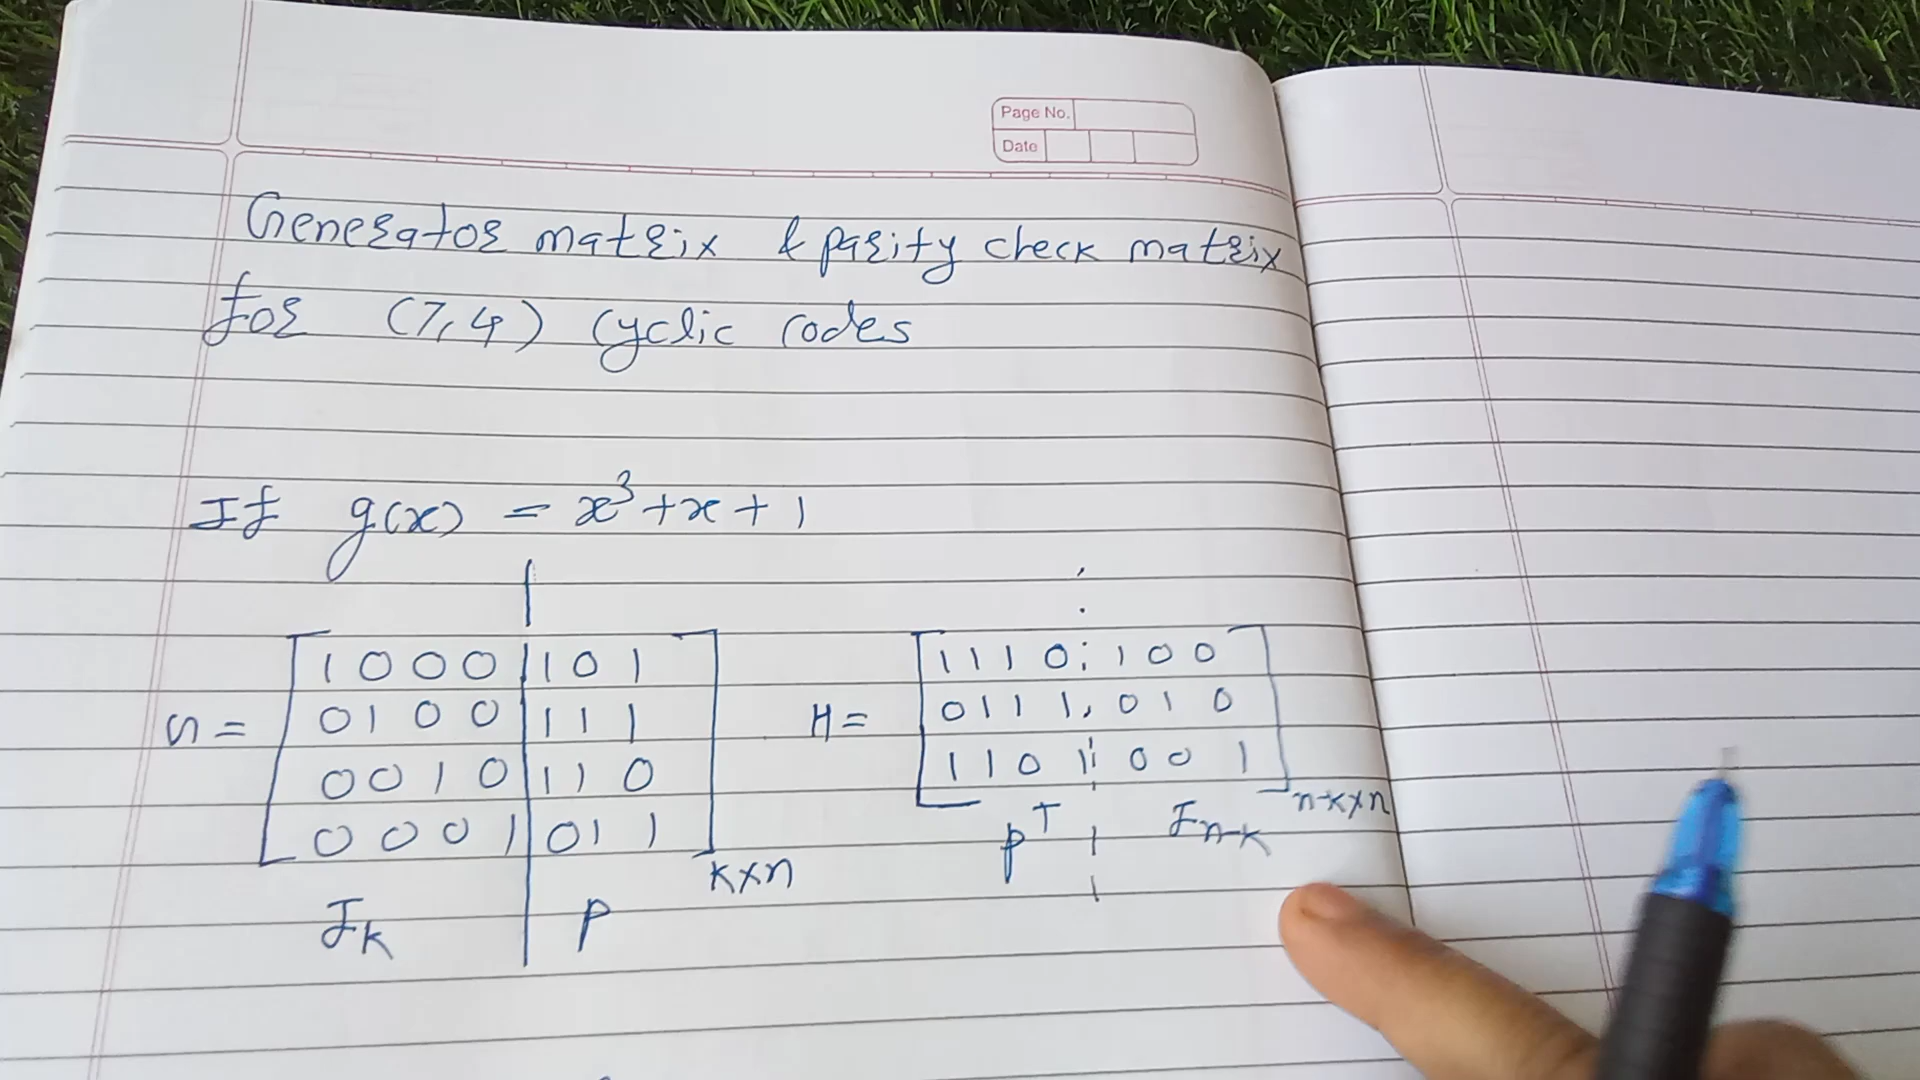 Page No.
Date
Generator matrix & parity check matrix
for (7,4) cyclic codes
If g(x) = x³+x+1
1 0 0 0 | 1 0 1
0 1 0 0 | 1 1 1
G =
0 0 1 0 | 1 1 0
0 0 0 1 | 0 1 1
k×n
I_k | P
1 1 1 0 : 1 0 0
H =
0 1 1 1 : 0 1 0
1 1 0 1 : 0 0 1
n-k×n
P^T | I_n-k